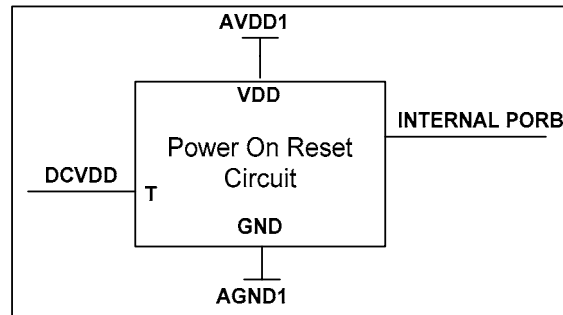 AVDD1
VDD
INTERNAL PORB
Power On Reset
Circuit
DCVDD
T
GND
AGND1